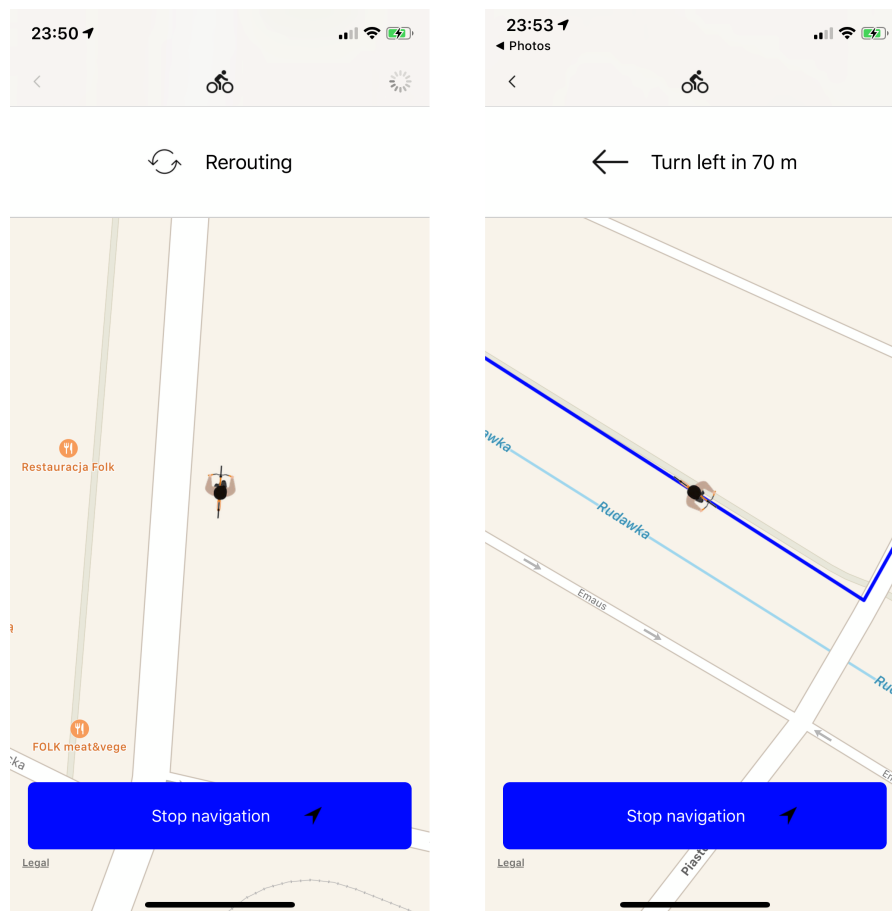 23:50
Rerouting
Restauracja Folk
FOLK meat&vege
Stop navigation
Legal
23:53
Photos
Turn left in 70 m
Rudawka
Emaus
Stop navigation
Legal